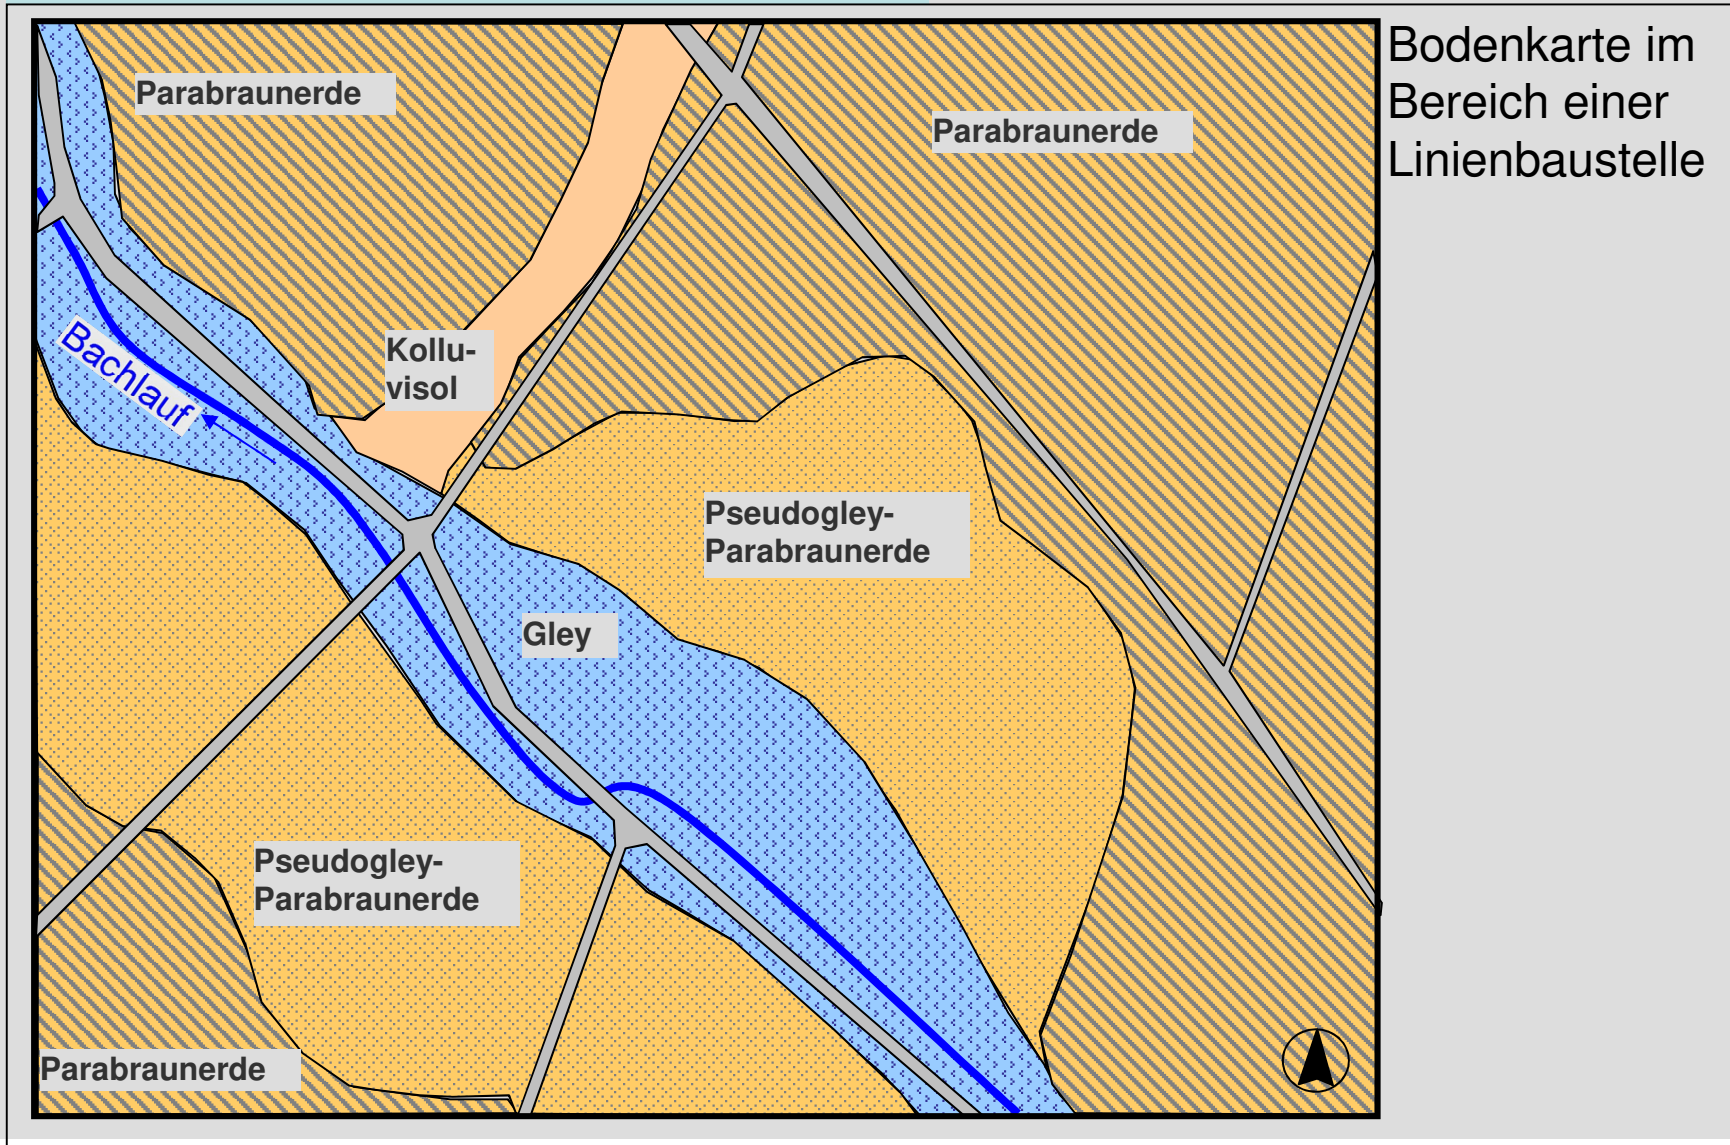 Bodenkarte im
Bereich einer
Linienbaustelle
Parabraunerde
Parabraunerde
Kollu-
visol
Bachlauf
Pseudogley-
Parabraunerde
Gley
Pseudogley-
Parabraunerde
Parabraunerde